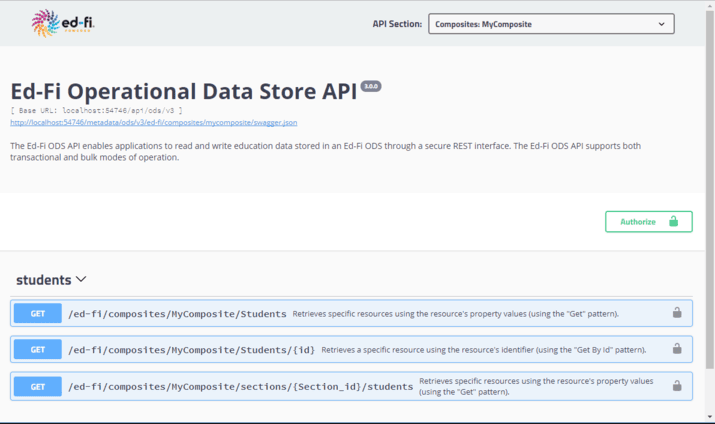 ed-fi.
POWERED
API Section:
Composites: MyComposite
Ed-Fi Operational Data Store API 3.0.0
[ Base URL: localhost:54746/api/ods/v3 ]
http://localhost:54746/metadata/ods/v3/ed-fi/composites/mycomposite/swagger.json
The Ed-Fi ODS API enables applications to read and write education data stored in an Ed-Fi ODS through a secure REST interface. The Ed-Fi ODS API supports both
transactional and bulk modes of operation.
Authorize
students
GET /ed-fi/composites/MyComposite/Students Retrieves specific resources using the resource's property values (using the "Get" pattern).
GET /ed-fi/composites/MyComposite/Students/{id} Retrieves a specific resource using the resource's identifier (using the "Get By Id" pattern).
GET /ed-fi/composites/MyComposite/sections/{Section_id}/students Retrieves specific resources using the resource's property values
(using the "Get" pattern).